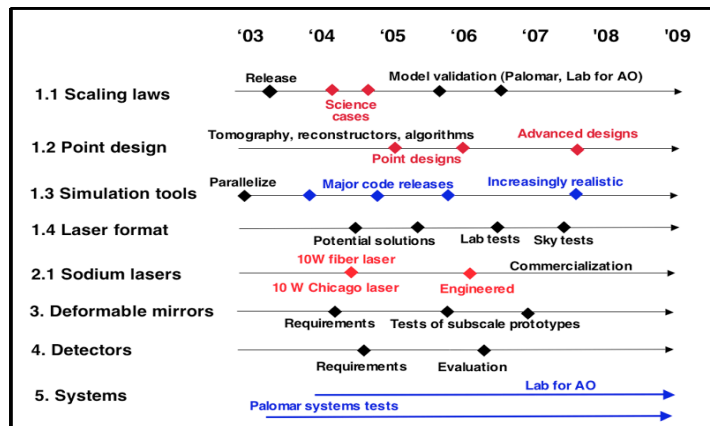 ‘03 ‘04 ‘05 ‘06 ‘07 '08 ‘09
Release Model validation (Palomar, Lab for AO)
1.1 Scaling laws
Science
cases
Tomography, reconstructors, algorithms Advanced designs
1.2 Point design
Point designs
Parallelize Major code releases Increasingly realistic
1.3 Simulation tools
1.4 Laser format
Potential solutions Lab tests Sky tests
10W fiber laser
2.1 Sodium lasers Commercialization
10 W Chicago laser Engineered
3. Deformable mirrors
Requirements Tests of subscale prototypes
4. Detectors
Requirements Evaluation
Lab for AO
5. Systems
Palomar systems tests